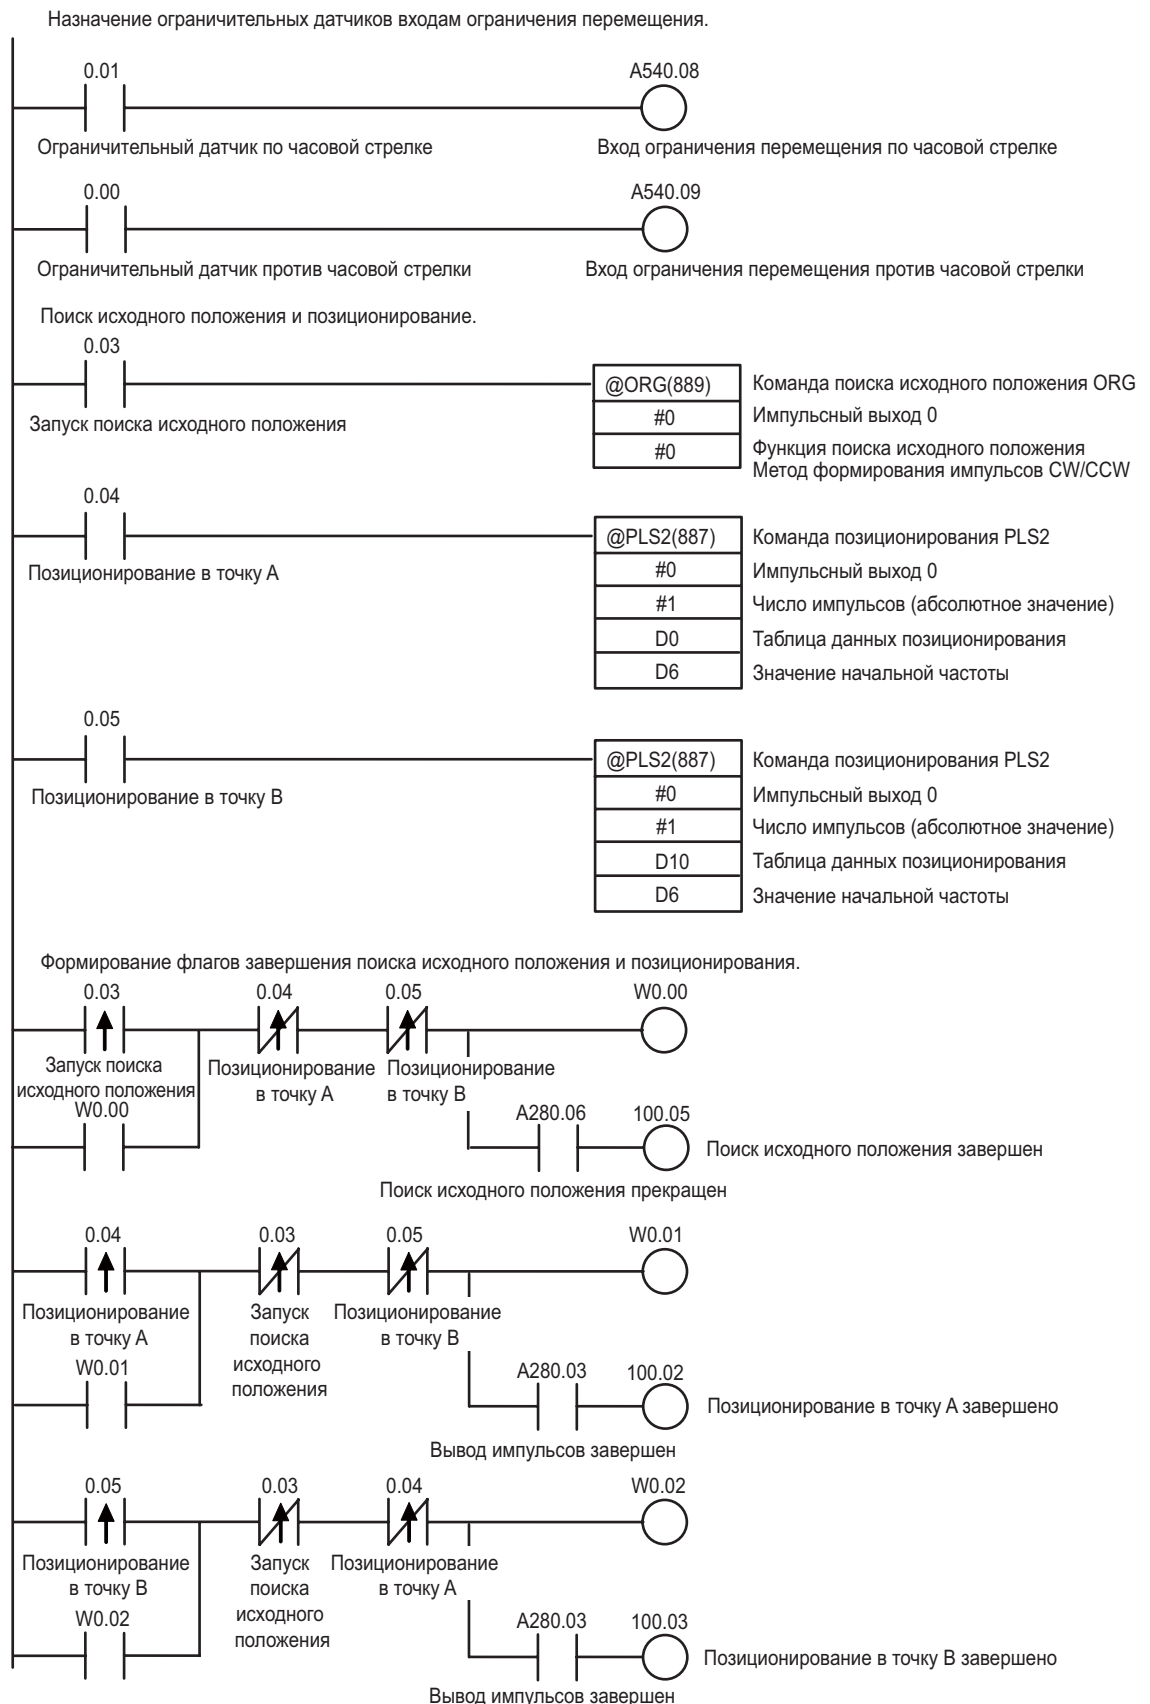 Назначение ограничительных датчиков входам ограничения перемещения.
0.01 A540.08
Ограничительный датчик по часовой стрелке Вход ограничения перемещения по часовой стрелке
0.00 A540.09
Ограничительный датчик против часовой стрелки Вход ограничения перемещения против часовой стрелки
Поиск исходного положения и позиционирование.
0.03
@ORG(889) Команда поиска исходного положения ORG
Запуск поиска исходного положения
#0 Импульсный выход 0
#0 Функция поиска исходного положения
Метод формирования импульсов CW/CCW
0.04
@PLS2(887) Команда позиционирования PLS2
Позиционирование в точку A
#0 Импульсный выход 0
#1 Число импульсов (абсолютное значение)
D0 Таблица данных позиционирования
D6 Значение начальной частоты
0.05
@PLS2(887) Команда позиционирования PLS2
Позиционирование в точку B
#0 Импульсный выход 0
#1 Число импульсов (абсолютное значение)
D10 Таблица данных позиционирования
D6 Значение начальной частоты
Формирование флагов завершения поиска исходного положения и позиционирования.
0.03 0.04 0.05 W0.00
Запуск поиска
исходного положения
Позиционирование
в точку A
Позиционирование
в точку B
W0.00
A280.06 100.05
Поиск исходного положения завершен
Поиск исходного положения прекращен
0.04 0.03 0.05 W0.01
Позиционирование
в точку A
Запуск
поиска
исходного
положения
Позиционирование
в точку B
W0.01
A280.03 100.02
Позиционирование в точку A завершено
Вывод импульсов завершен
0.05 0.03 0.04 W0.02
Позиционирование
в точку B
Запуск
поиска
исходного
положения
Позиционирование
в точку A
W0.02
A280.03 100.03
Позиционирование в точку B завершено
Вывод импульсов завершен